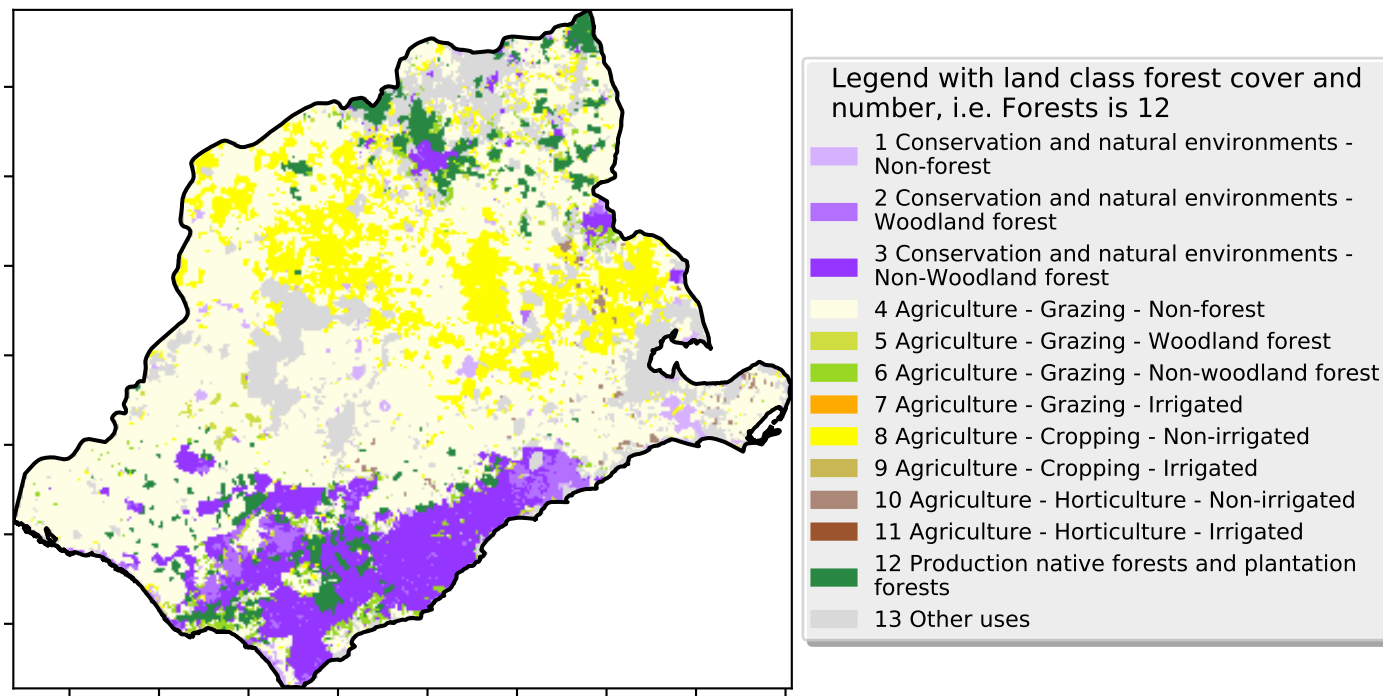 Legend with land class forest cover and
number, i.e. Forests is 12
1 Conservation and natural environments -
Non-forest
2 Conservation and natural environments -
Woodland forest
3 Conservation and natural environments -
Non-Woodland forest
4 Agriculture - Grazing - Non-forest
5 Agriculture - Grazing - Woodland forest
6 Agriculture - Grazing - Non-woodland forest
7 Agriculture - Grazing - Irrigated
8 Agriculture - Cropping - Non-irrigated
9 Agriculture - Cropping - Irrigated
10 Agriculture - Horticulture - Non-irrigated
11 Agriculture - Horticulture - Irrigated
12 Production native forests and plantation
forests
13 Other uses